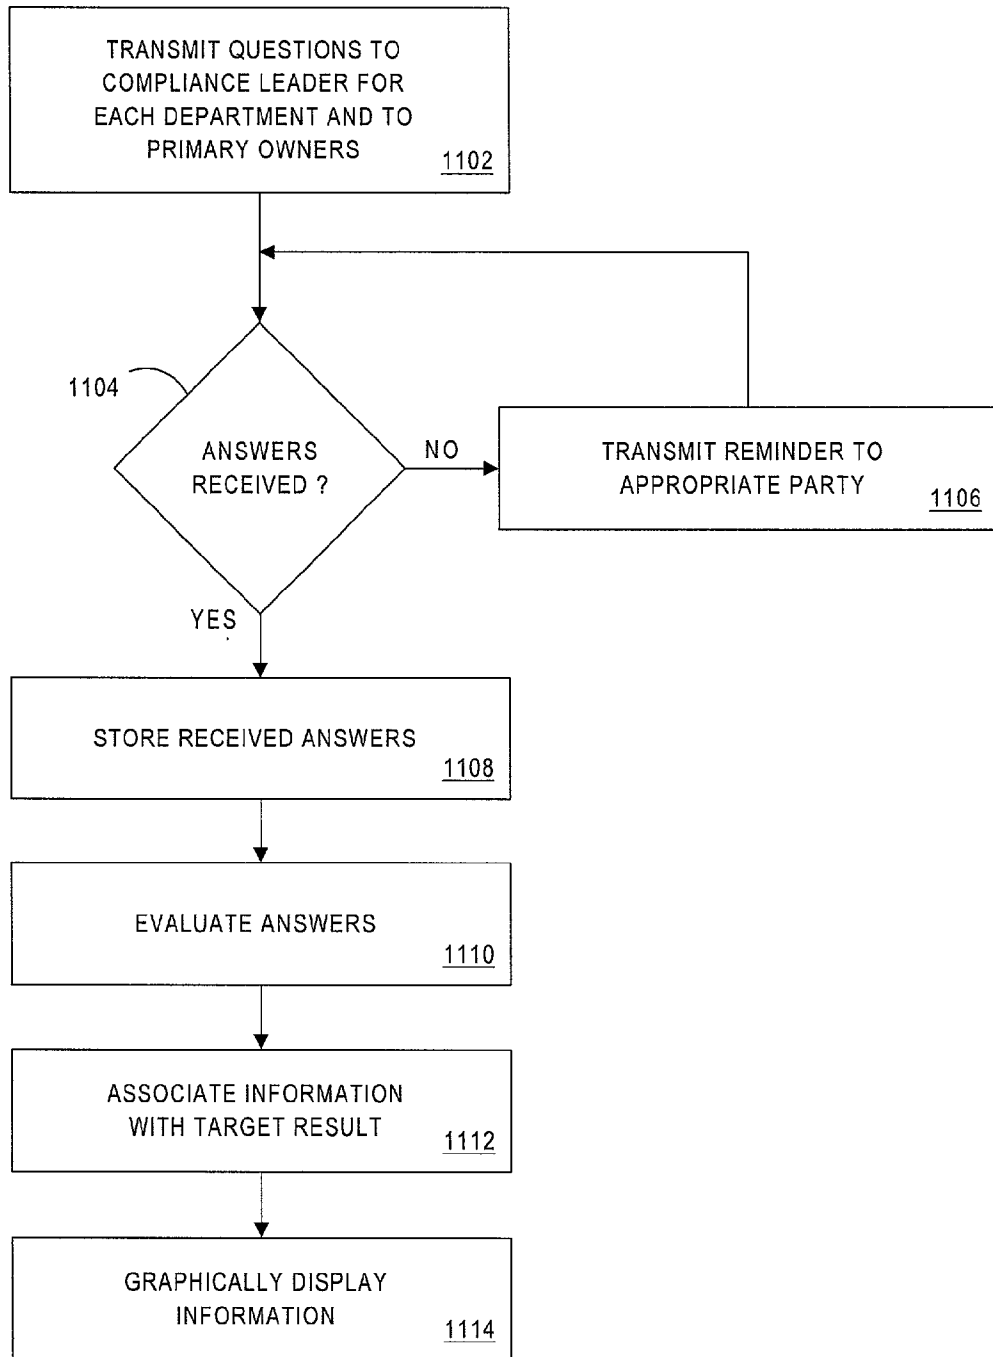 TRANSMIT QUESTIONS TO
COMPLIANCE LEADER FOR
EACH DEPARTMENT AND TO
PRIMARY OWNERS
1102
1104
ANSWERS
RECEIVED ?
NO
TRANSMIT REMINDER TO
APPROPRIATE PARTY
1106
YES
STORE RECEIVED ANSWERS
1108
EVALUATE ANSWERS
1110
ASSOCIATE INFORMATION
WITH TARGET RESULT
1112
GRAPHICALLY DISPLAY
INFORMATION
1114